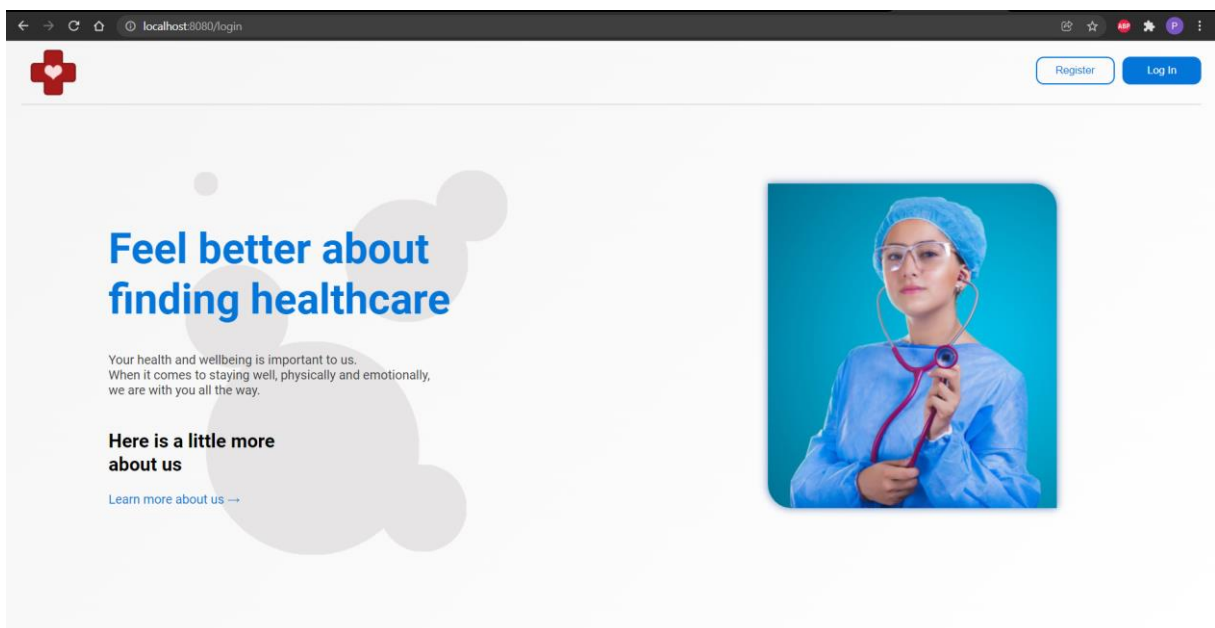 localhost:8080/login
ABP
P
Register
Log In
Feel better about
finding healthcare
Your health and wellbeing is important to us.
When it comes to staying well, physically and emotionally,
we are with you all the way.
Here is a little more
about us
Learn more about us →